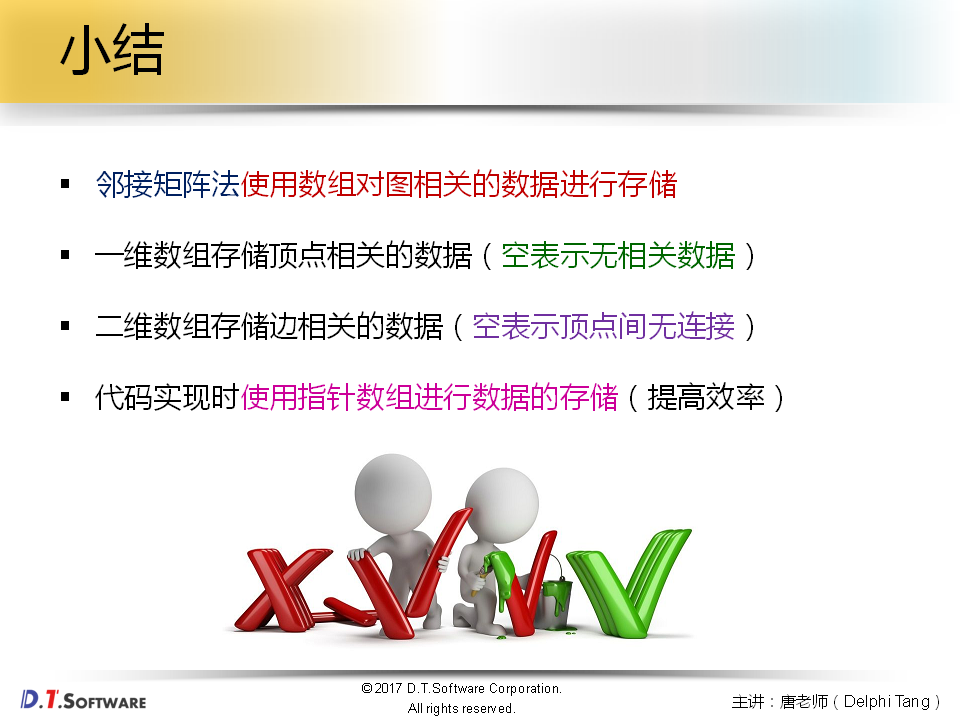 小结
▪ 邻接矩阵法使用数组对图相关的数据进行存储
▪ 一维数组存储顶点相关的数据（空表示无相关数据）
▪ 二维数组存储边相关的数据（空表示顶点间无连接）
▪ 代码实现时使用指针数组进行数据的存储（提高效率）
D.T.SOFTWARE
©2017 D.T.Software Corporation.
All rights reserved.
主讲：唐老师（Delphi Tang）